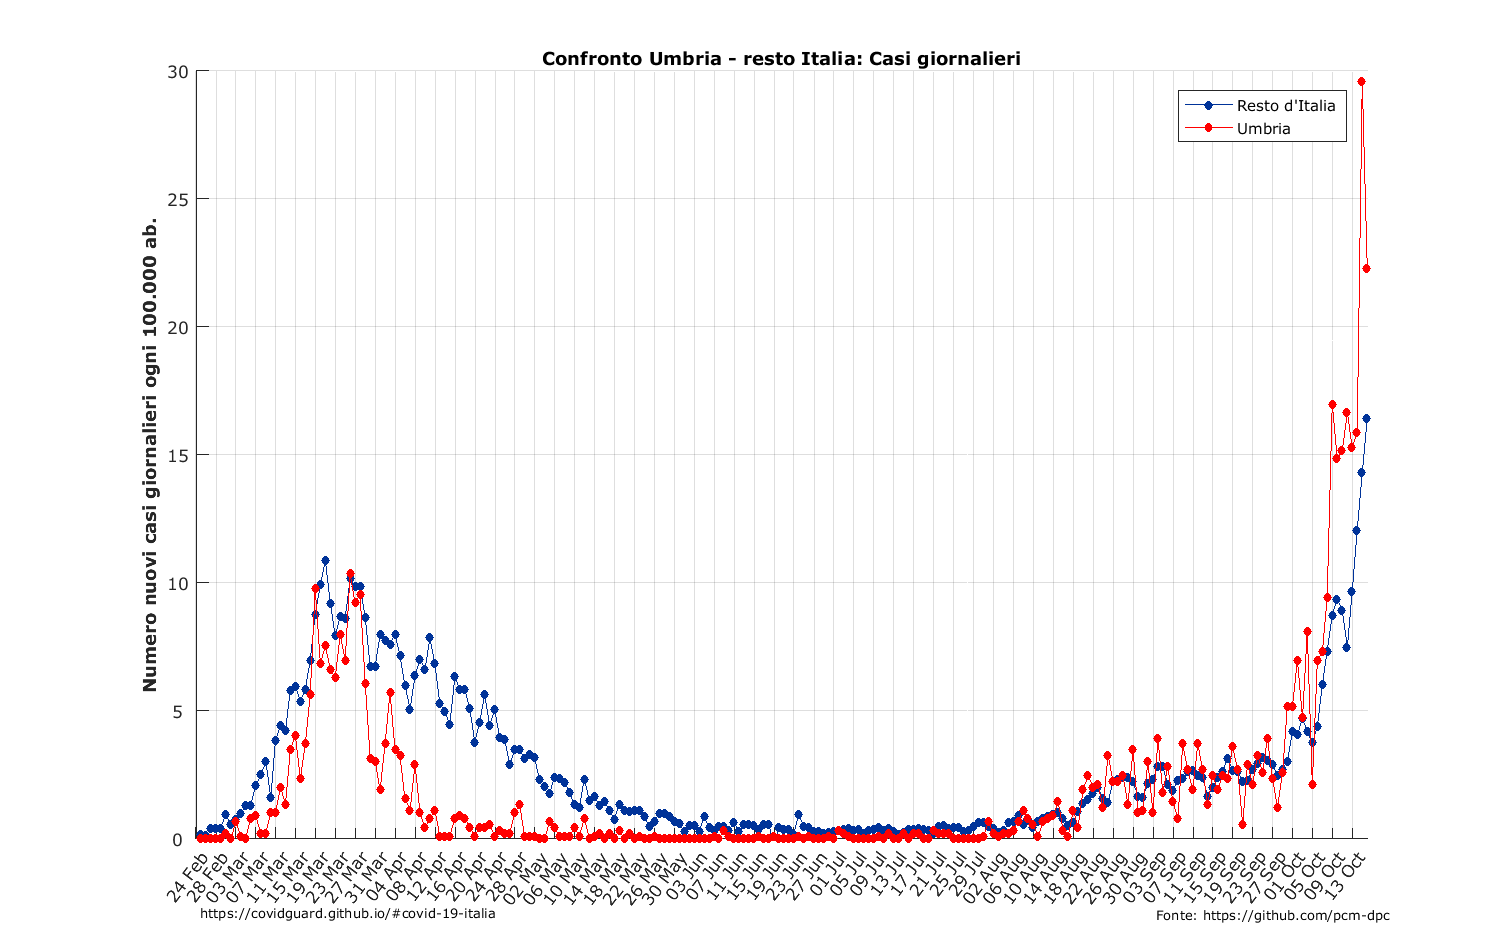 Confronto Umbria - resto Italia: Casi giornalieri
Resto d'Italia
Umbria
Numero nuovi casi giornalieri ogni 100.000 ab.
30
25
20
15
10
5
0
24 Feb
28 Feb
03 Mar
07 Mar
11 Mar
15 Mar
19 Mar
23 Mar
27 Mar
31 Mar
04 Apr
08 Apr
12 Apr
16 Apr
20 Apr
24 Apr
28 Apr
02 May
06 May
10 May
14 May
18 May
22 May
26 May
30 May
03 Jun
07 Jun
11 Jun
15 Jun
19 Jun
23 Jun
27 Jun
01 Jul
05 Jul
09 Jul
13 Jul
17 Jul
21 Jul
25 Jul
29 Jul
02 Aug
06 Aug
10 Aug
14 Aug
18 Aug
22 Aug
26 Aug
30 Aug
03 Sep
07 Sep
11 Sep
15 Sep
19 Sep
23 Sep
27 Sep
01 Oct
05 Oct
09 Oct
13 Oct
https://covidguard.github.io/#covid-19-italia
Fonte: https://github.com/pcm-dpc